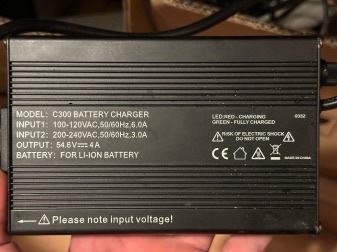 MODEL: C300 BATTERY CHARGER
INPUT1: 100-120VAC,50/60Hz,6.0A
INPUT2: 200-240VAC,50/60Hz,3.0A
OUTPUT: 54.6V⎓4A
BATTERY: FOR LI-ION BATTERY
LED:RED - CHARGING
GREEN - FULLY CHARGED
0332
RISK OF ELECTRIC SHOCK
DO NOT OPEN
CE
MADE IN CHINA
Please note input voltage!